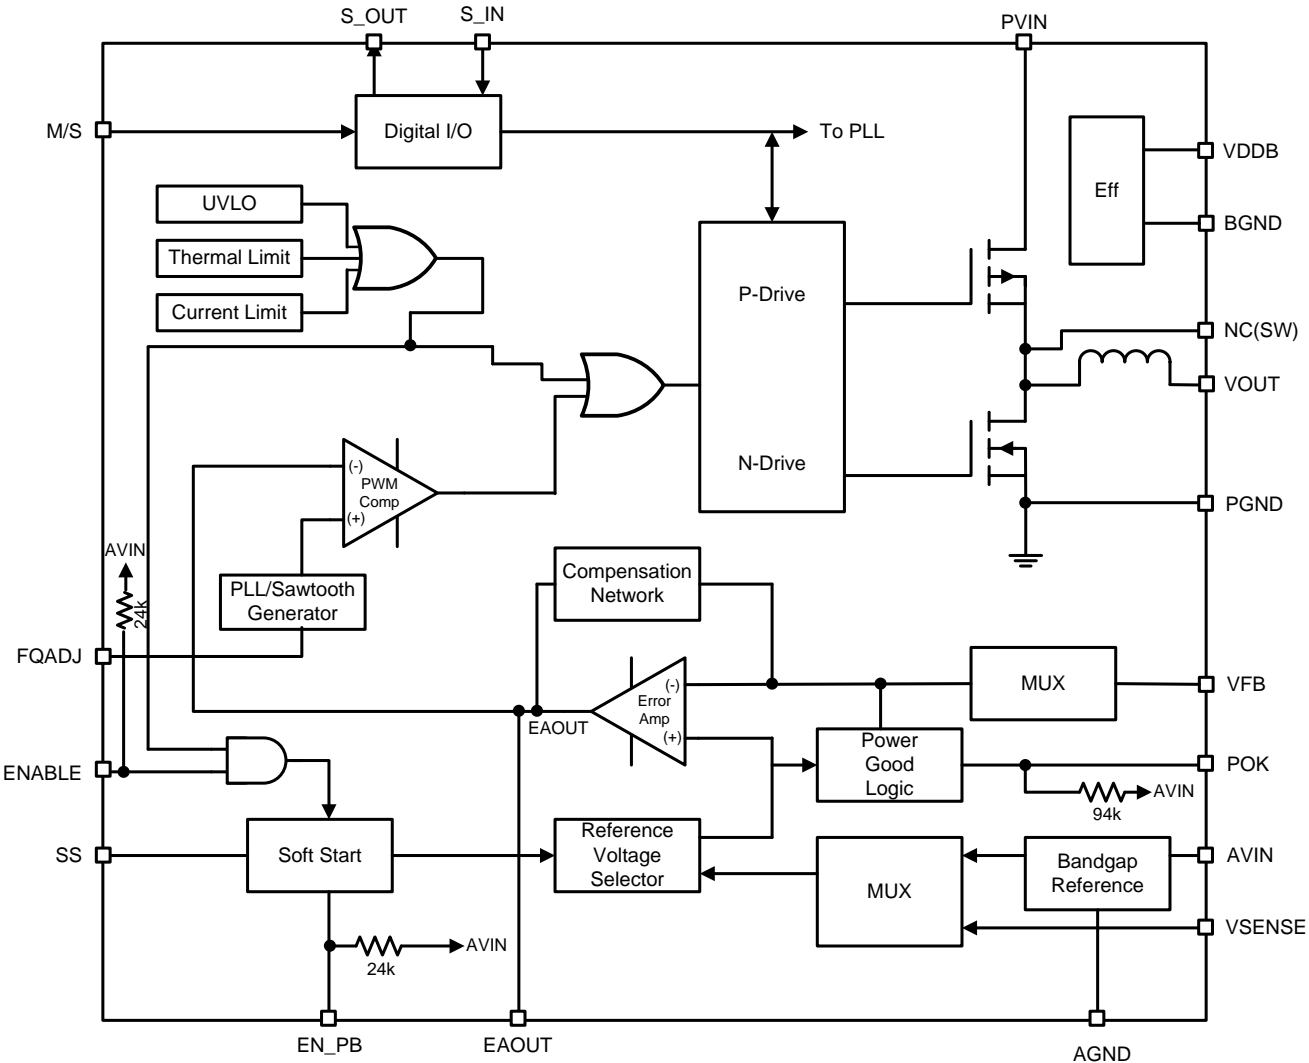 S_OUT
S_IN
PVIN
M/S
Digital I/O
To PLL
VDDB
Eff
BGND
UVLO
Thermal Limit
Current Limit
P-Drive
NC(SW)
VOUT
(-)
PWM
Comp
(+)
N-Drive
PGND
AVIN
24k
PLL/Sawtooth
Generator
Compensation
Network
FQADJ
MUX
VFB
(-)
Error
Amp
(+)
EAOUT
Power
Good
Logic
POK
AVIN
94k
ENABLE
SS
Soft Start
Reference
Voltage
Selector
MUX
Bandgap
Reference
AVIN
VSENSE
AVIN
24k
EN_PB
EAOUT
AGND